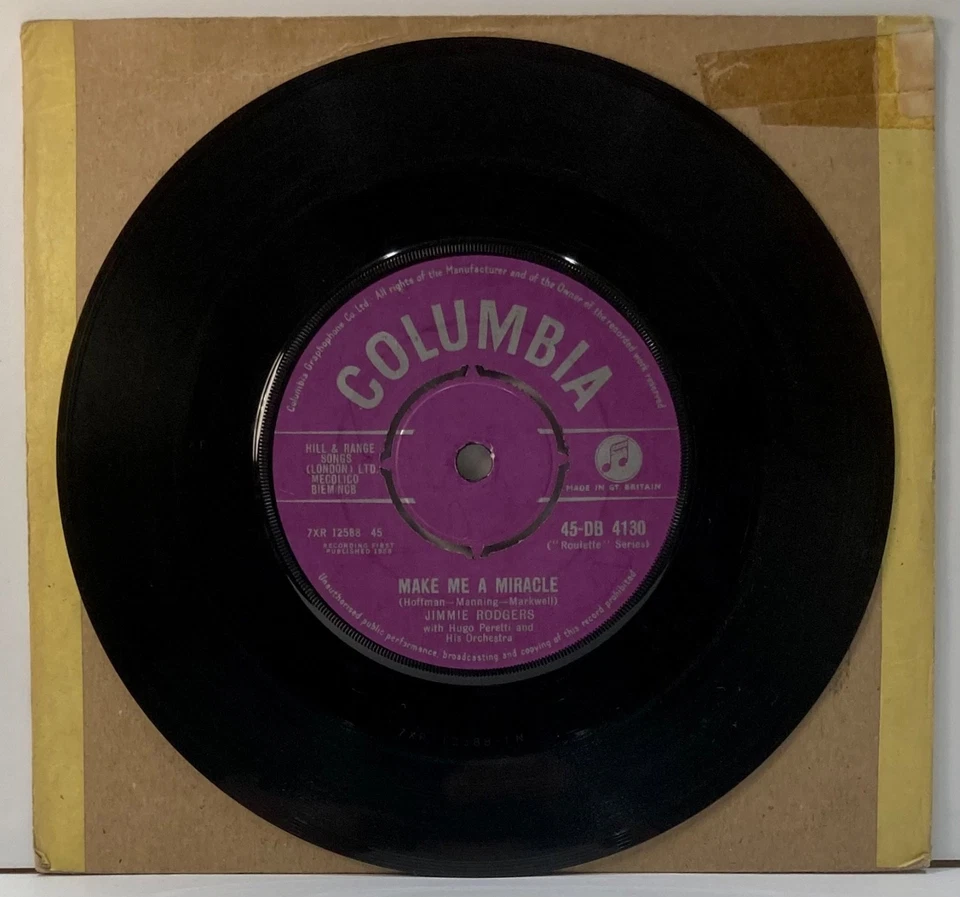 Columbia Graphophone Co. Ltd. All rights of the Manufacturer and of the Owner of the recorded work reserved
COLUMBIA
HILL & RANGE
SONGS
(LONDON) LTD.
MECOLICO
BIEM NCB
MADE IN GT BRITAIN
7XR 12588 45
RECORDING FIRST
PUBLISHED
45-DB 4130
("Roulette" Series)
MAKE ME A MIRACLE
(Hoffman—Manning—Markwell)
JIMMIE RODGERS
with Hugo Peretti and
His Orchestra
Unauthorised public performance, broadcasting and copying of this record prohibited